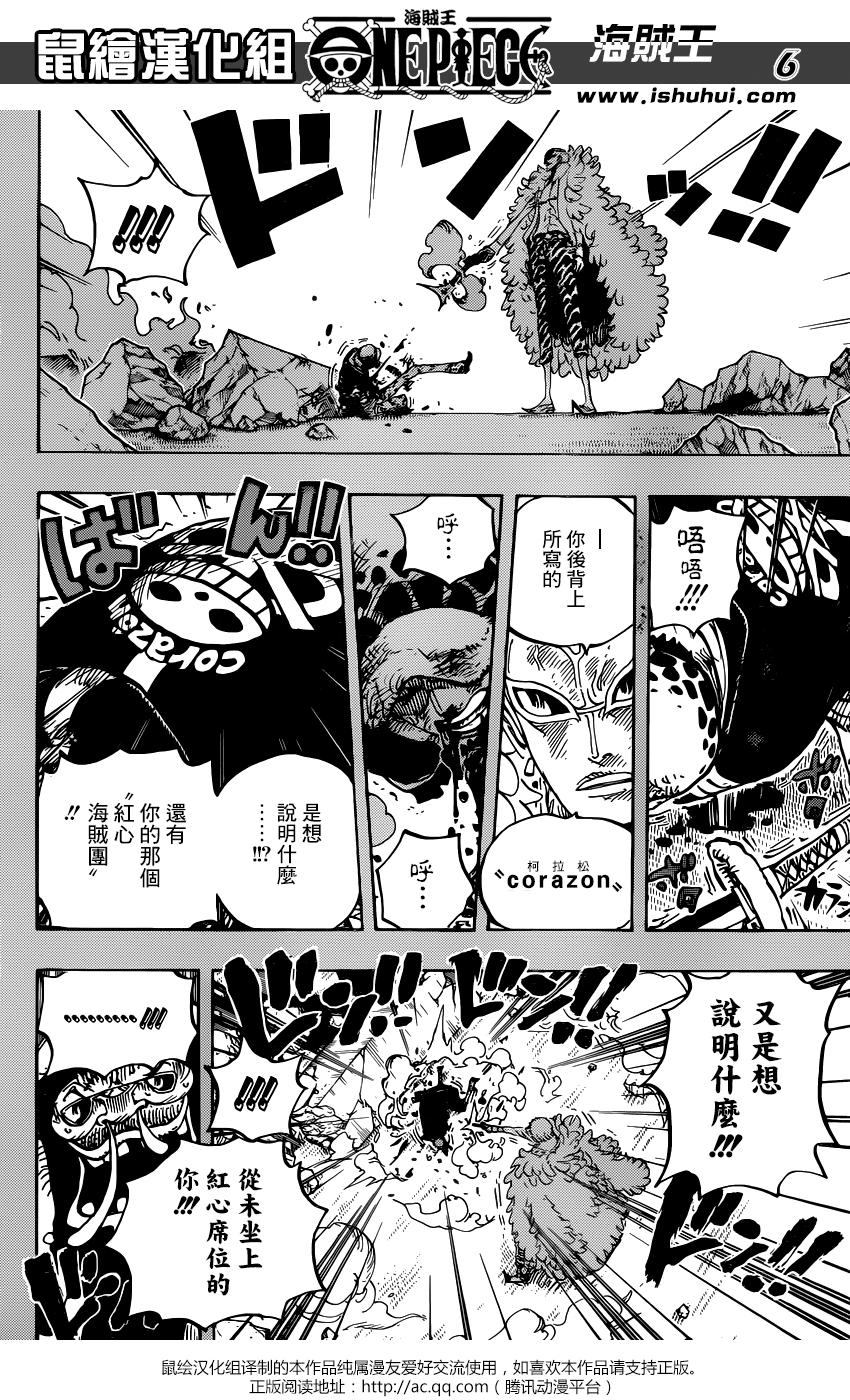 鼠繪漢化組
海賊王
ONE PIECE
海賊王
6
www.ishuhui.com
ドンッ!!
!!!
唔
唔
!!!
カラン
—
你後背上
所寫的
柯拉松
〝corazon〞
呼…
呼…
ばん!!
corazon
是想
說明什麼
……!!?
還有
你的那個
〝紅心
海賊團〞
!!
又是想
說明什麼!!!
ドン!!
ドン!!
ドン!!
!!!
從未坐上
紅心席位的
你!!!
…………!!!
ドン!!
鼠绘汉化组译制的本作品纯属漫友爱好交流使用，如喜欢本作品请支持正版。
正版阅读地址：http://ac.qq.com（腾讯动漫平台）